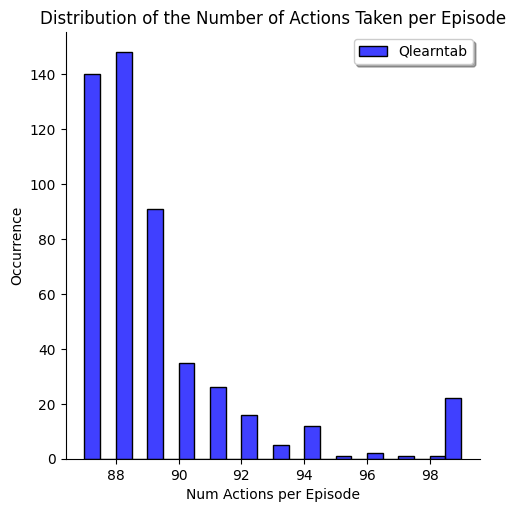 Distribution of the Number of Actions Taken per Episode
Qlearntab
140
120
100
80
60
40
20
0
Occurrence
88 90 92 94 96 98
Num Actions per Episode